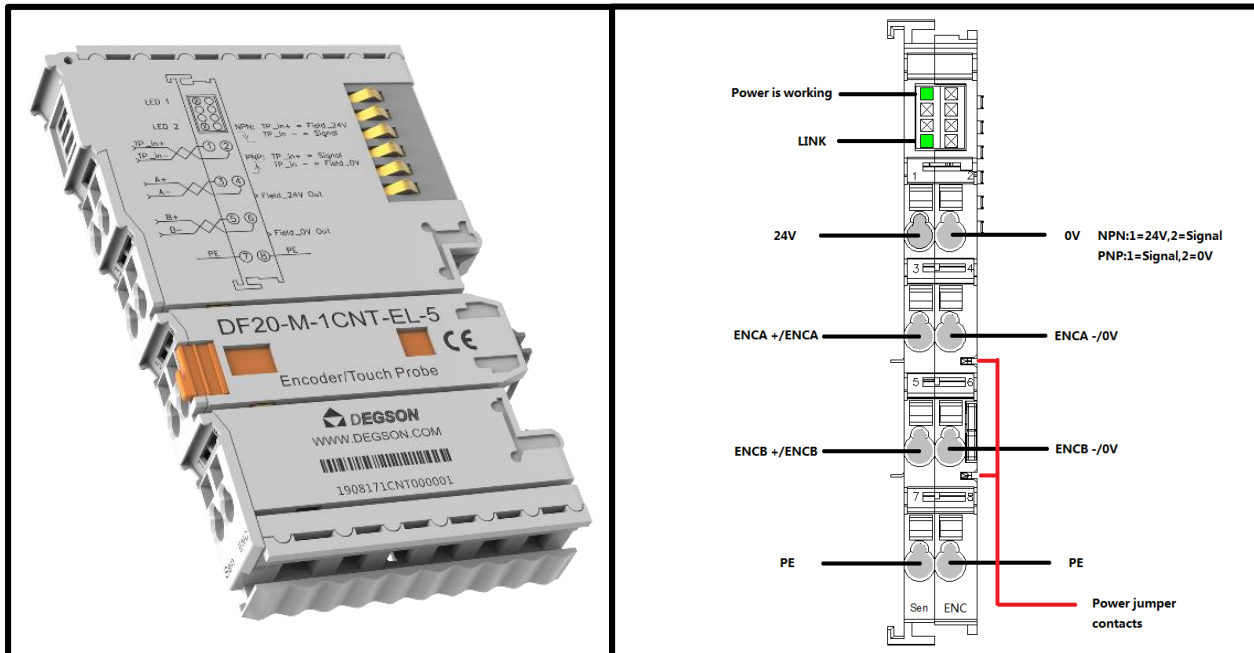 LED 1
LED 2
NPN: TP_in+ = Field_24V
TP_in - = Signal
TP_in+
TP_in-
1 2
PNP: TP_in+ = Signal
TP_in - = Field_0V
A+
A-
3 4
Field_24V Out
B+
B-
5 6
Field_0V Out
PE 7 8 PE
DF20-M-1CNT-EL-5
CE
Encoder/Touch Probe
DEGSON
WWW.DEGSON.COM
1908171CNT000001
Sen ENC
Power is working
LINK
1 2
24V
0V NPN:1=24V,2=Signal
PNP:1=Signal,2=0V
3 4
ENCA +/ENCA
ENCA -/0V
5 6
ENCB +/ENCB
ENCB -/0V
7 8
PE
PE
Sen ENC
Power jumper
contacts